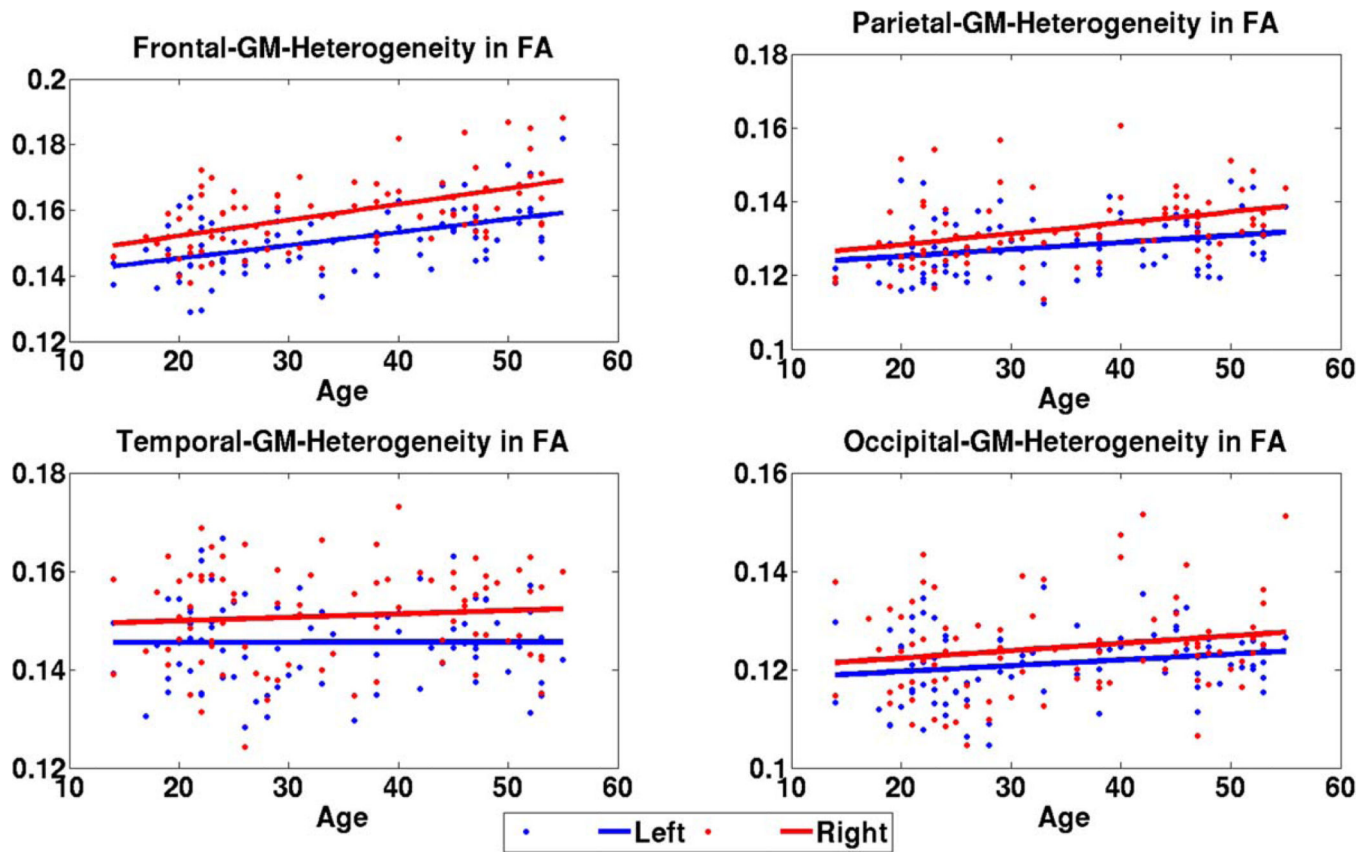 Frontal-GM-Heterogeneity in FA
0.2
0.18
0.16
0.14
0.12
10 20 30 40 50 60
Age
Parietal-GM-Heterogeneity in FA
0.18
0.16
0.14
0.12
0.1
10 20 30 40 50 60
Age
Temporal-GM-Heterogeneity in FA
0.18
0.16
0.14
0.12
10 20 30 40 50 60
Age
Occipital-GM-Heterogeneity in FA
0.16
0.14
0.12
0.1
10 20 30 40 50 60
Age
Left Right